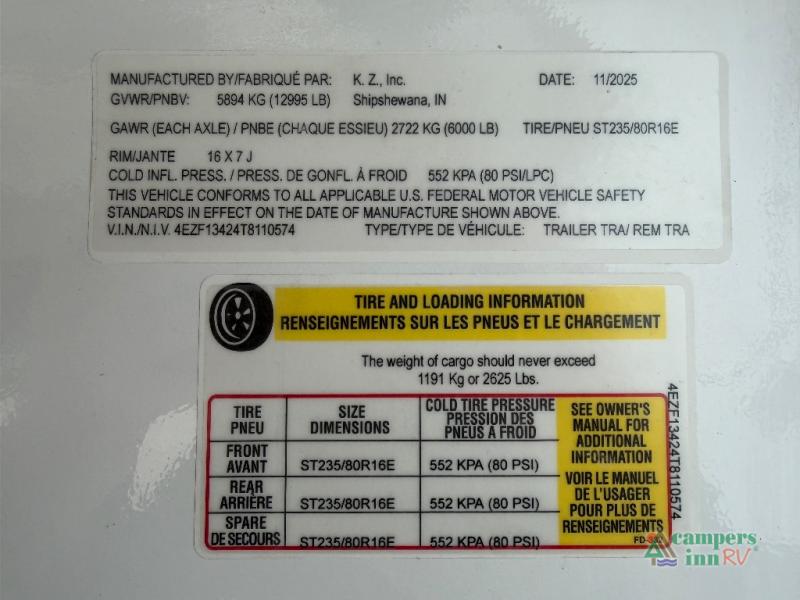 MANUFACTURED BY/FABRIQUÉ PAR: K. Z., Inc. DATE: 11/2025
GVWR/PNBV: 5894 KG (12995 LB) Shipshewana, IN
GAWR (EACH AXLE) / PNBE (CHAQUE ESSIEU) 2722 KG (6000 LB) TIRE/PNEU ST235/80R16E
RIM/JANTE 16 X 7 J
COLD INFL. PRESS. / PRESS. DE GONFL. À FROID 552 KPA (80 PSI/LPC)
THIS VEHICLE CONFORMS TO ALL APPLICABLE U.S. FEDERAL MOTOR VEHICLE SAFETY
STANDARDS IN EFFECT ON THE DATE OF MANUFACTURE SHOWN ABOVE.
V.I.N./N.I.V. 4EZF13424T8110574 TYPE/TYPE DE VÉHICULE: TRAILER TRA/ REM TRA
TIRE AND LOADING INFORMATION
RENSEIGNEMENTS SUR LES PNEUS ET LE CHARGEMENT
The weight of cargo should never exceed
1191 Kg or 2625 Lbs.
TIRE
PNEU
SIZE
DIMENSIONS
COLD TIRE PRESSURE
PRESSION DES
PNEUS A FROID
FRONT
AVANT
ST235/80R16E
552 KPA (80 PSI)
REAR
ARRIÈRE
ST235/80R16E
552 KPA (80 PSI)
SPARE
DE SECOURS
ST235/80R16E
552 KPA (80 PSI)
SEE OWNER'S
MANUAL FOR
ADDITIONAL
INFORMATION
VOIR LE MANUEL
DE L'USAGER
POUR PLUS DE
RENSEIGNEMENTS
4EZF13424T8110574
campers
inn RV